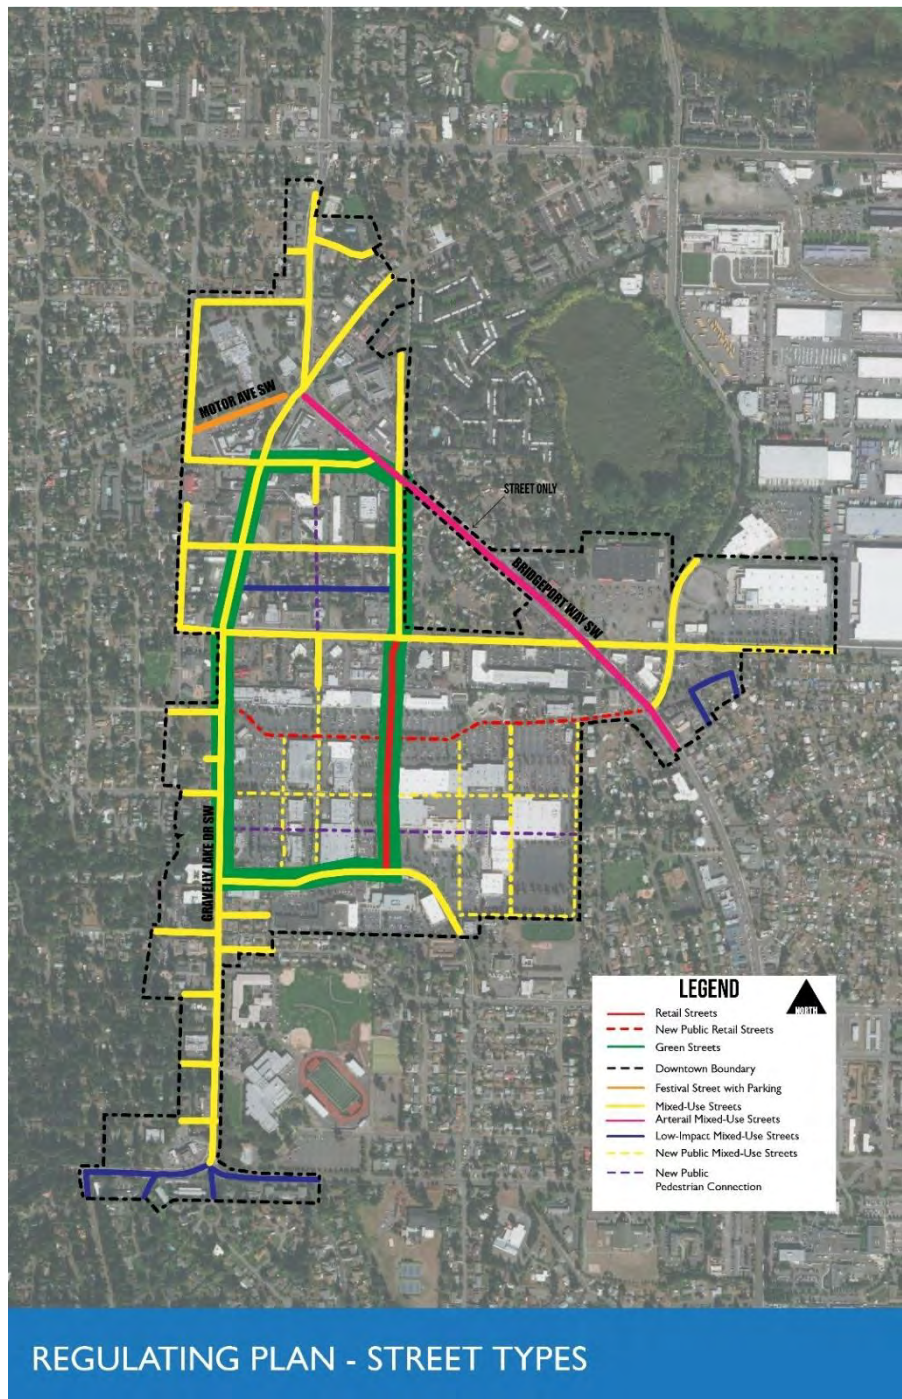 MOTOR AVE SW
STREET ONLY
BRIDGEPORT WAY SW
GRAVELLY LAKE DR SW
LEGEND
NORTH
Retail Streets
New Public Retail Streets
Green Streets
Downtown Boundary
Festival Street with Parking
Mixed-Use Streets
Arterail Mixed-Use Streets
Low-Impact Mixed-Use Streets
New Public Mixed-Use Streets
New Public
Pedestrian Connection
REGULATING PLAN - STREET TYPES